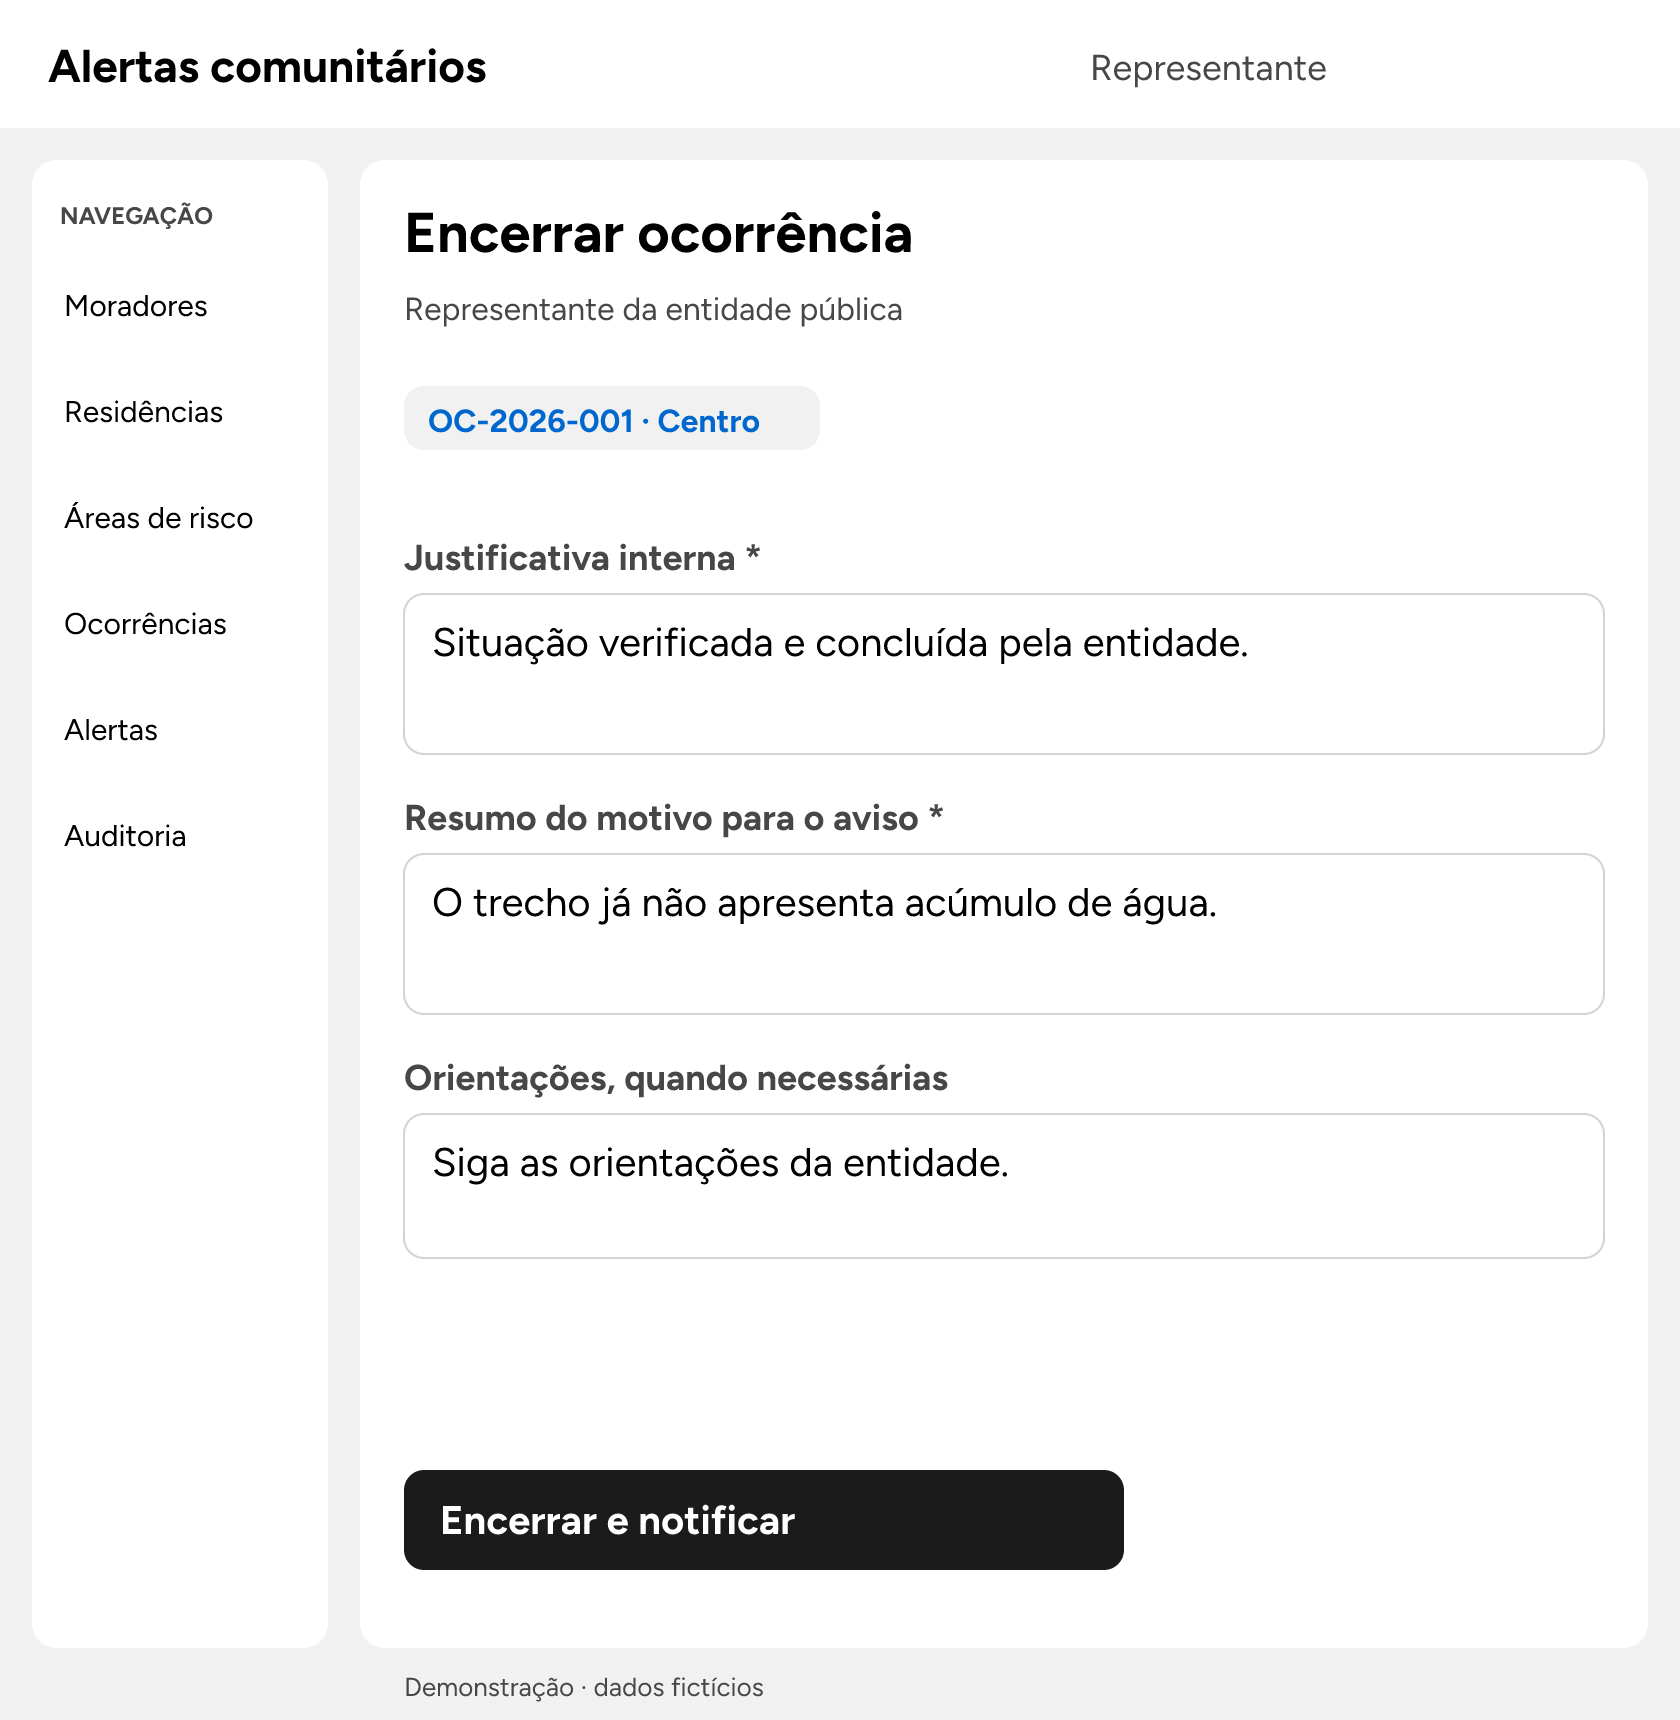 Alertas comunitários
Representante
NAVEGAÇÃO
Moradores
Residências
Áreas de risco
Ocorrências
Alertas
Auditoria
Encerrar ocorrência
Representante da entidade pública
OC-2026-001 · Centro
Justificativa interna *
Situação verificada e concluída pela entidade.
Resumo do motivo para o aviso *
O trecho já não apresenta acúmulo de água.
Orientações, quando necessárias
Siga as orientações da entidade.
Encerrar e notificar
Demonstração · dados fictícios